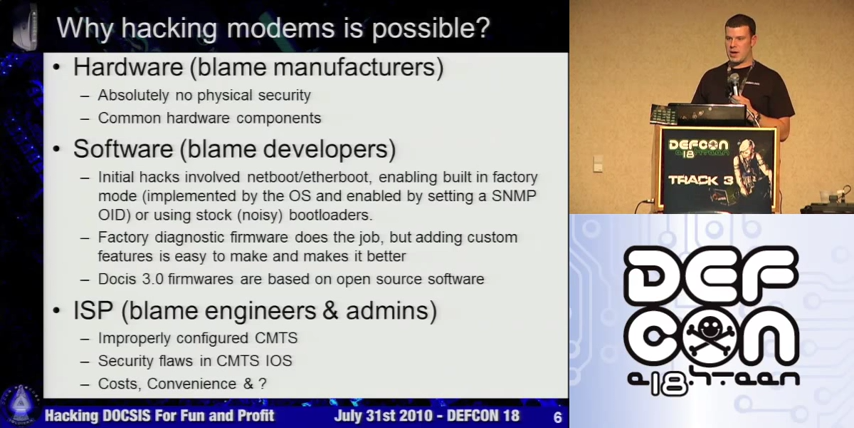 Why hacking modems is possible?
• Hardware (blame manufacturers)
– Absolutely no physical security
– Common hardware components
• Software (blame developers)
– Initial hacks involved netboot/etherboot, enabling built in factory
mode (implemented by the OS and enabled by setting a SNMP
OID) or using stock (noisy) bootloaders.
– Factory diagnostic firmware does the job, but adding custom
features is easy to make and makes it better
– Docis 3.0 firmwares are based on open source software
• ISP (blame engineers & admins)
– Improperly configured CMTS
– Security flaws in CMTS IOS
– Costs, Convenience & ?
Hacking DOCSIS For Fun and Profit July 31st 2010 - DEFCON 18 6
DEFCON
18
TRACK 3
DEF
CON
e18hteen